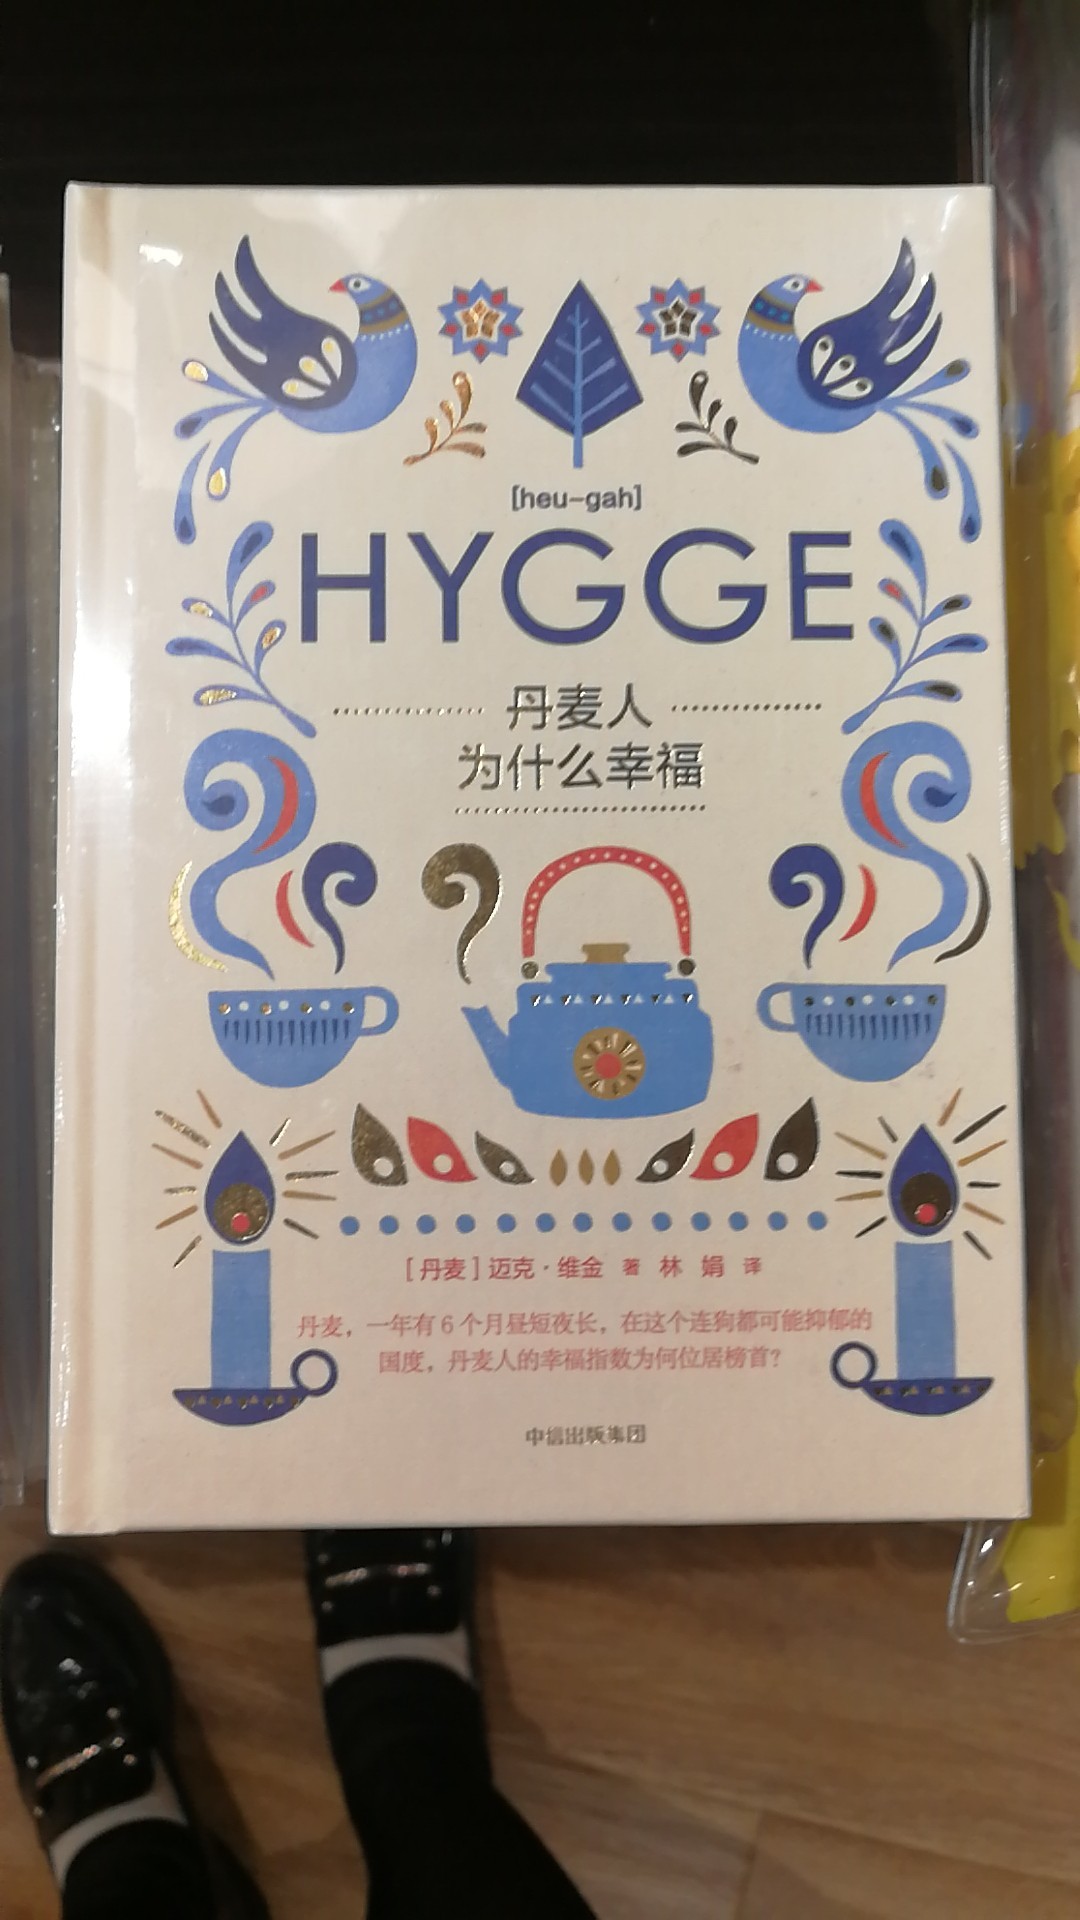 [heu-gah]
HYGGE
丹麦人
为什么幸福
[丹麦] 迈克·维金 著 林 娟 译
丹麦，一年有6个月昼短夜长，在这个连狗都可能抑郁的
国度，丹麦人的幸福指数为何位居榜首？
中信出版集团